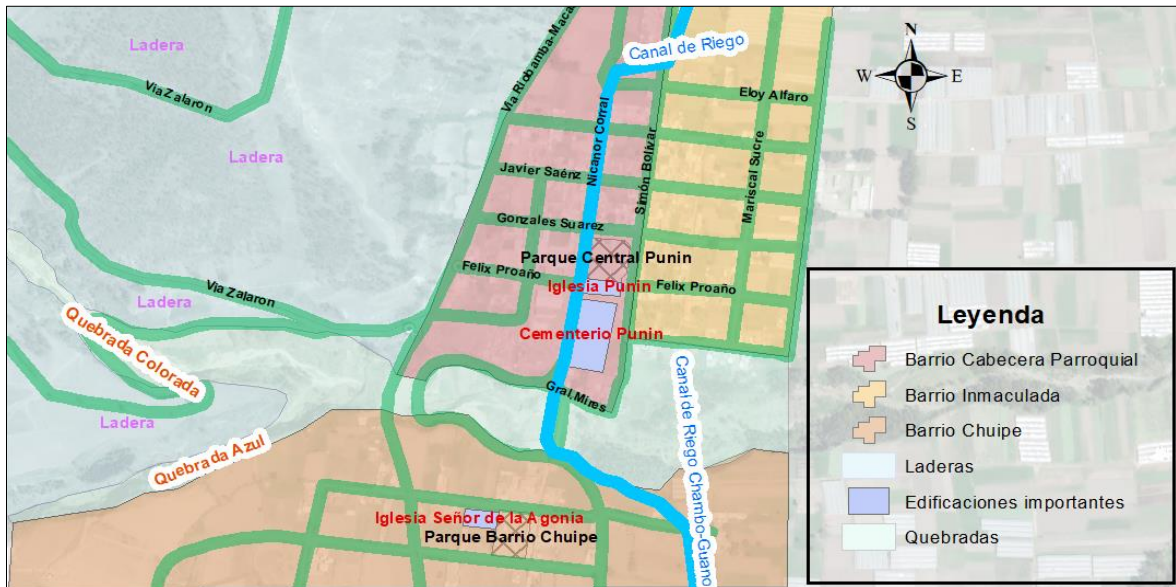 Ladera
Via Riobamba-Maca
Canal de Riego
N
W
E
S
Via Zalaron
Eloy Alfaro
Ladera
Nicanor Corral
Simón Bolívar
Mariscal Sucre
Javier Saénz
Gonzales Suarez
Parque Central Punin
Felix Proaño
Iglesia Punin
Felix Proaño
Via Zalaron
Ladera
Quebrada Colorada
Cementerio Punin
Gral,Mires
Canal de Riego Chambo-Guano
Ladera
Quebrada Azul
Iglesia Señor de la Agonia
Parque Barrio Chuipe
Leyenda
Barrio Cabecera Parroquial
Barrio Inmaculada
Barrio Chuipe
Laderas
Edificaciones importantes
Quebradas